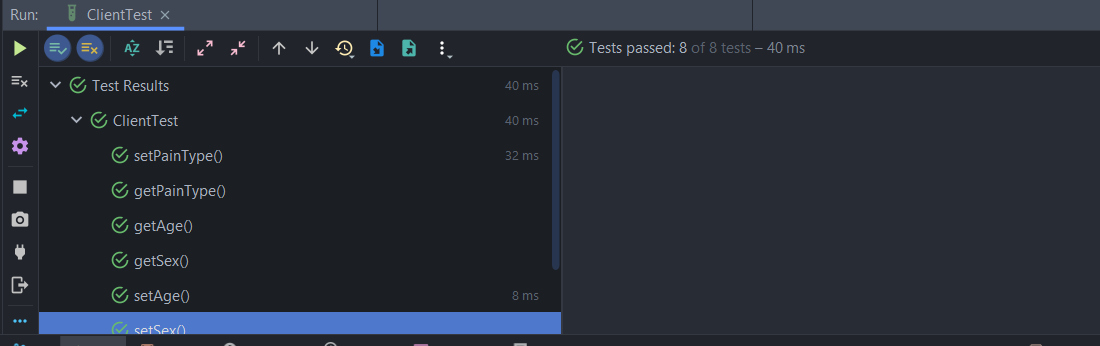 Run: ClientTest
Tests passed: 8 of 8 tests – 40 ms
Test Results 40 ms
ClientTest 40 ms
setPainType() 32 ms
getPainType()
getAge()
getSex()
setAge() 8 ms
setSex()